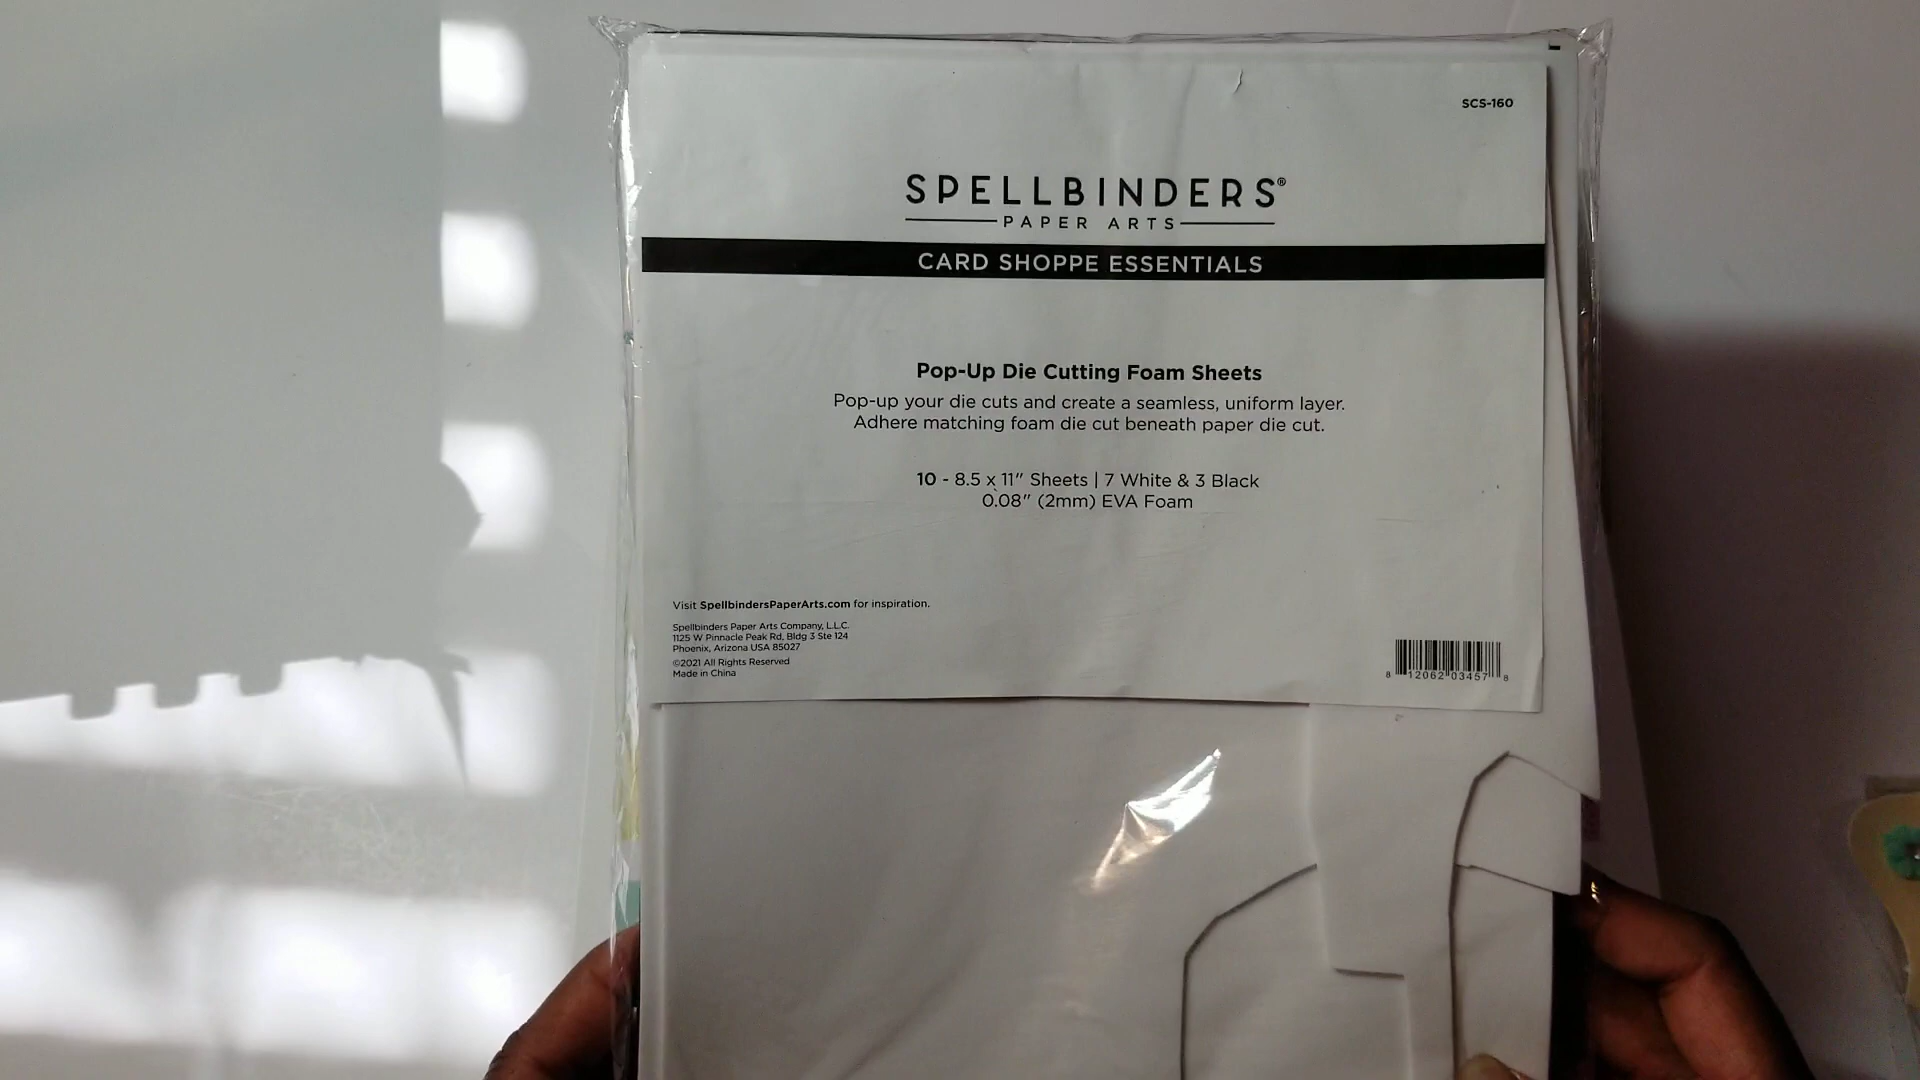 SCS-160
SPELLBINDERS®
PAPER ARTS
CARD SHOPPE ESSENTIALS
Pop-Up Die Cutting Foam Sheets
Pop-up your die cuts and create a seamless, uniform layer.
Adhere matching foam die cut beneath paper die cut.
10 - 8.5 x 11" Sheets | 7 White & 3 Black
0.08" (2mm) EVA Foam
Visit SpellbindersPaperArts.com for inspiration.
Spellbinders Paper Arts Company, L.L.C.
1125 W Pinnacle Peak Rd, Bldg 3 Ste 124
Phoenix, Arizona USA 85027
©2021 All Rights Reserved
Made in China
8 12062 03457 8